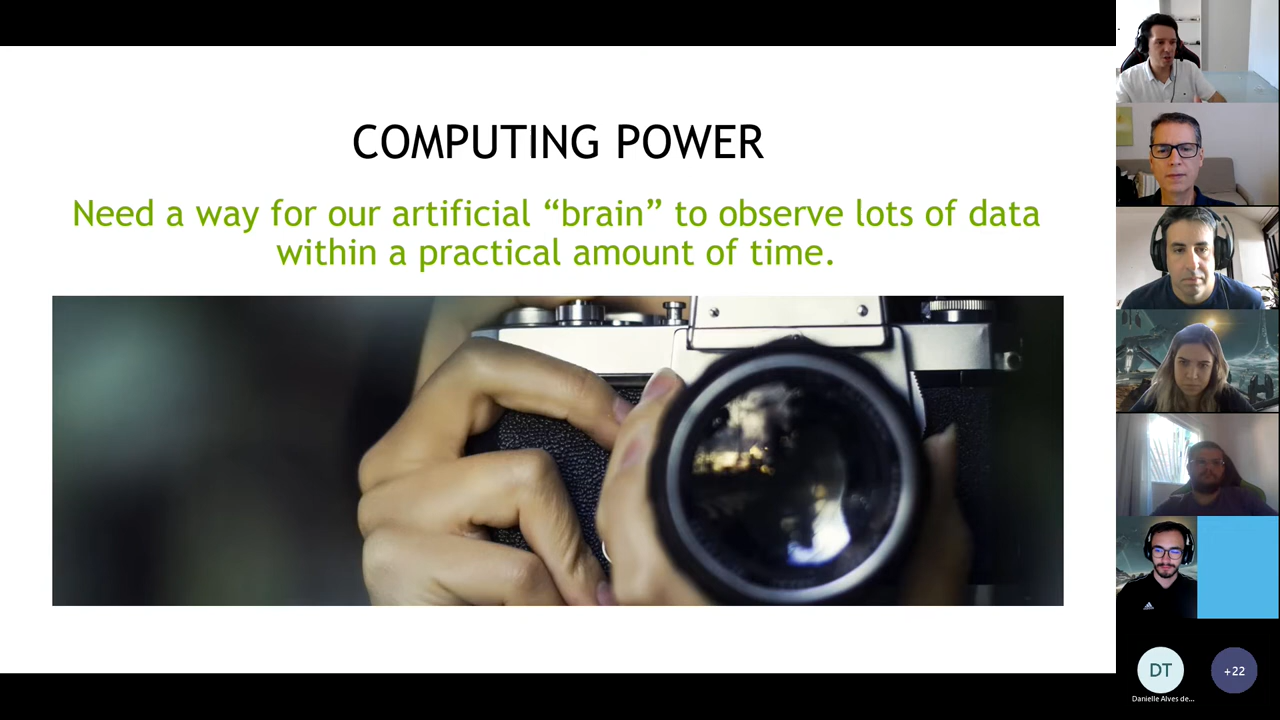 COMPUTING POWER
Need a way for our artificial “brain” to observe lots of data
within a practical amount of time.
DT
+22
Danielle Alves de...